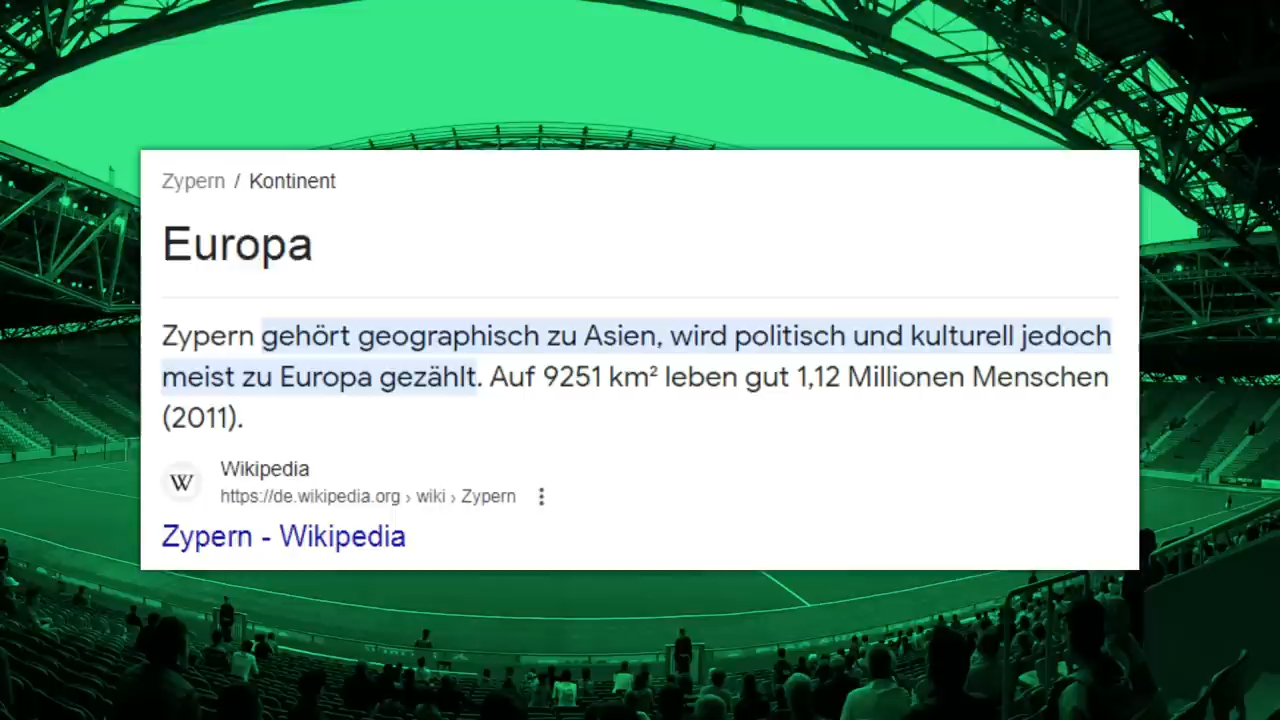 Zypern / Kontinent
Europa
Zypern gehört geographisch zu Asien, wird politisch und kulturell jedoch
meist zu Europa gezählt. Auf 9251 km² leben gut 1,12 Millionen Menschen
(2011).
W
Wikipedia
https://de.wikipedia.org › wiki › Zypern
Zypern - Wikipedia